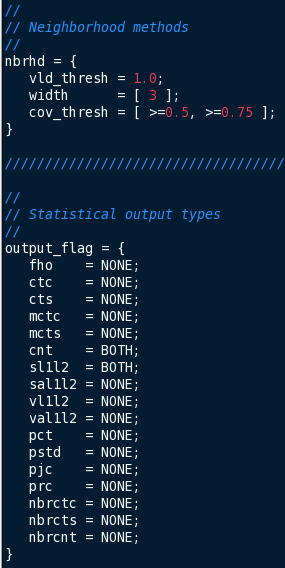 //
// Neighborhood methods
//
nbrhd = {
   vld_thresh = 1.0;
   width      = [ 3 ];
   cov_thresh = [ >=0.5, >=0.75 ];
}

///////////////////////////////////

//
// Statistical output types
//
output_flag = {
   fho    = NONE;
   ctc    = NONE;
   cts    = NONE;
   mctc   = NONE;
   mcts   = NONE;
   cnt    = BOTH;
   sl1l2  = BOTH;
   sal1l2 = NONE;
   vl1l2  = NONE;
   val1l2 = NONE;
   pct    = NONE;
   pstd   = NONE;
   pjc    = NONE;
   prc    = NONE;
   nbrctc = NONE;
   nbrcts = NONE;
   nbrcnt = NONE;
}